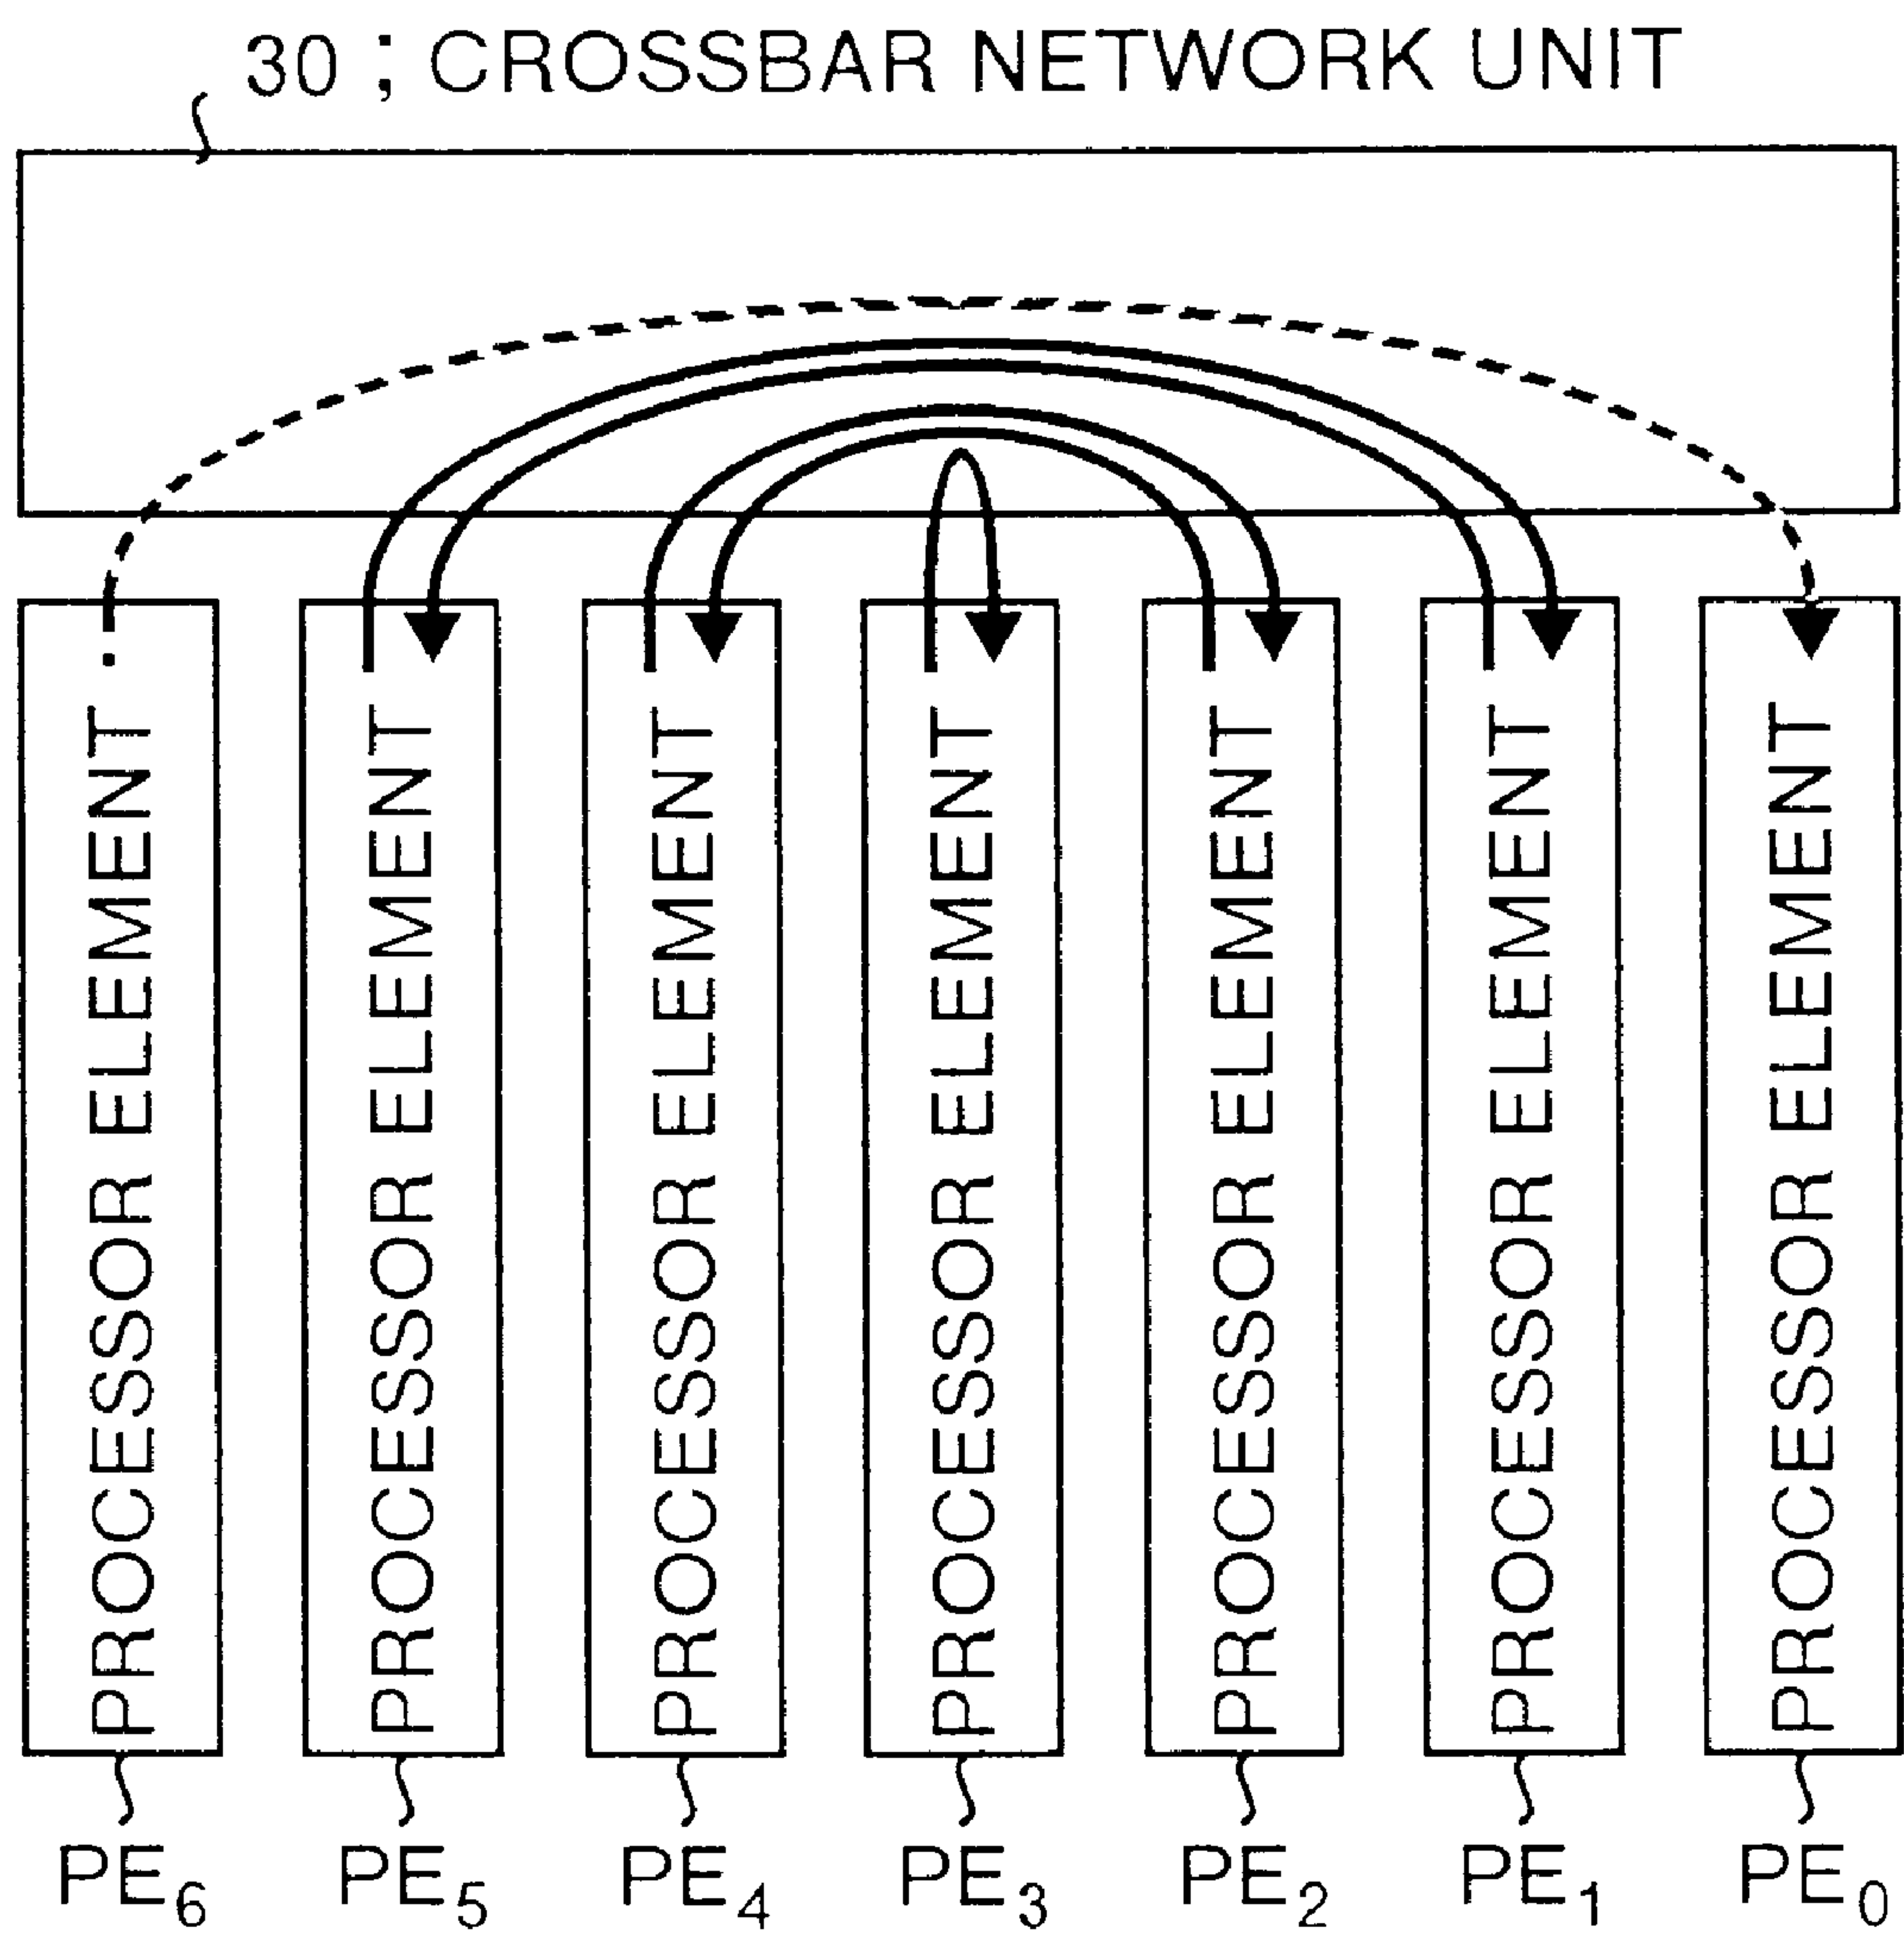 30 ; CROSSBAR NETWORK UNIT
PROCESSOR ELEMENT
PROCESSOR ELEMENT
PROCESSOR ELEMENT
PROCESSOR ELEMENT
PROCESSOR ELEMENT
PROCESSOR ELEMENT
PROCESSOR ELEMENT
PE6 PE5 PE4 PE3 PE2 PE1 PE0